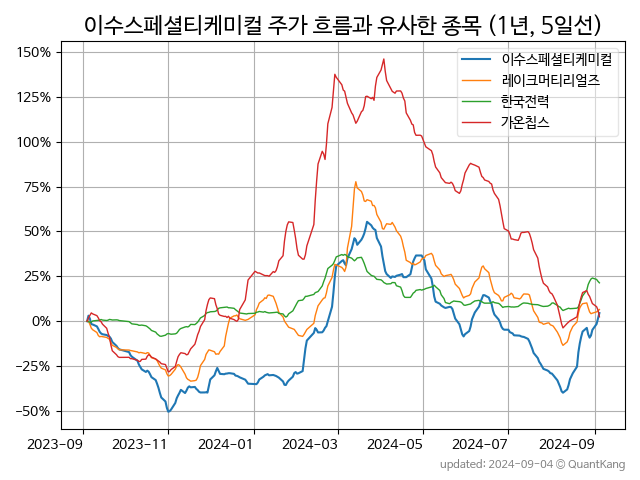 이수스페셜티케미컬 주가 흐름과 유사한 종목 (1년, 5일선)
150%
125%
100%
75%
50%
25%
0%
−25%
−50%
이수스페셜티케미컬
레이크머티리얼즈
한국전력
가온칩스
2023−09
2023−11
2024−01
2024−03
2024−05
2024−07
2024−09
updated: 2024−09−04 @ QuantKang